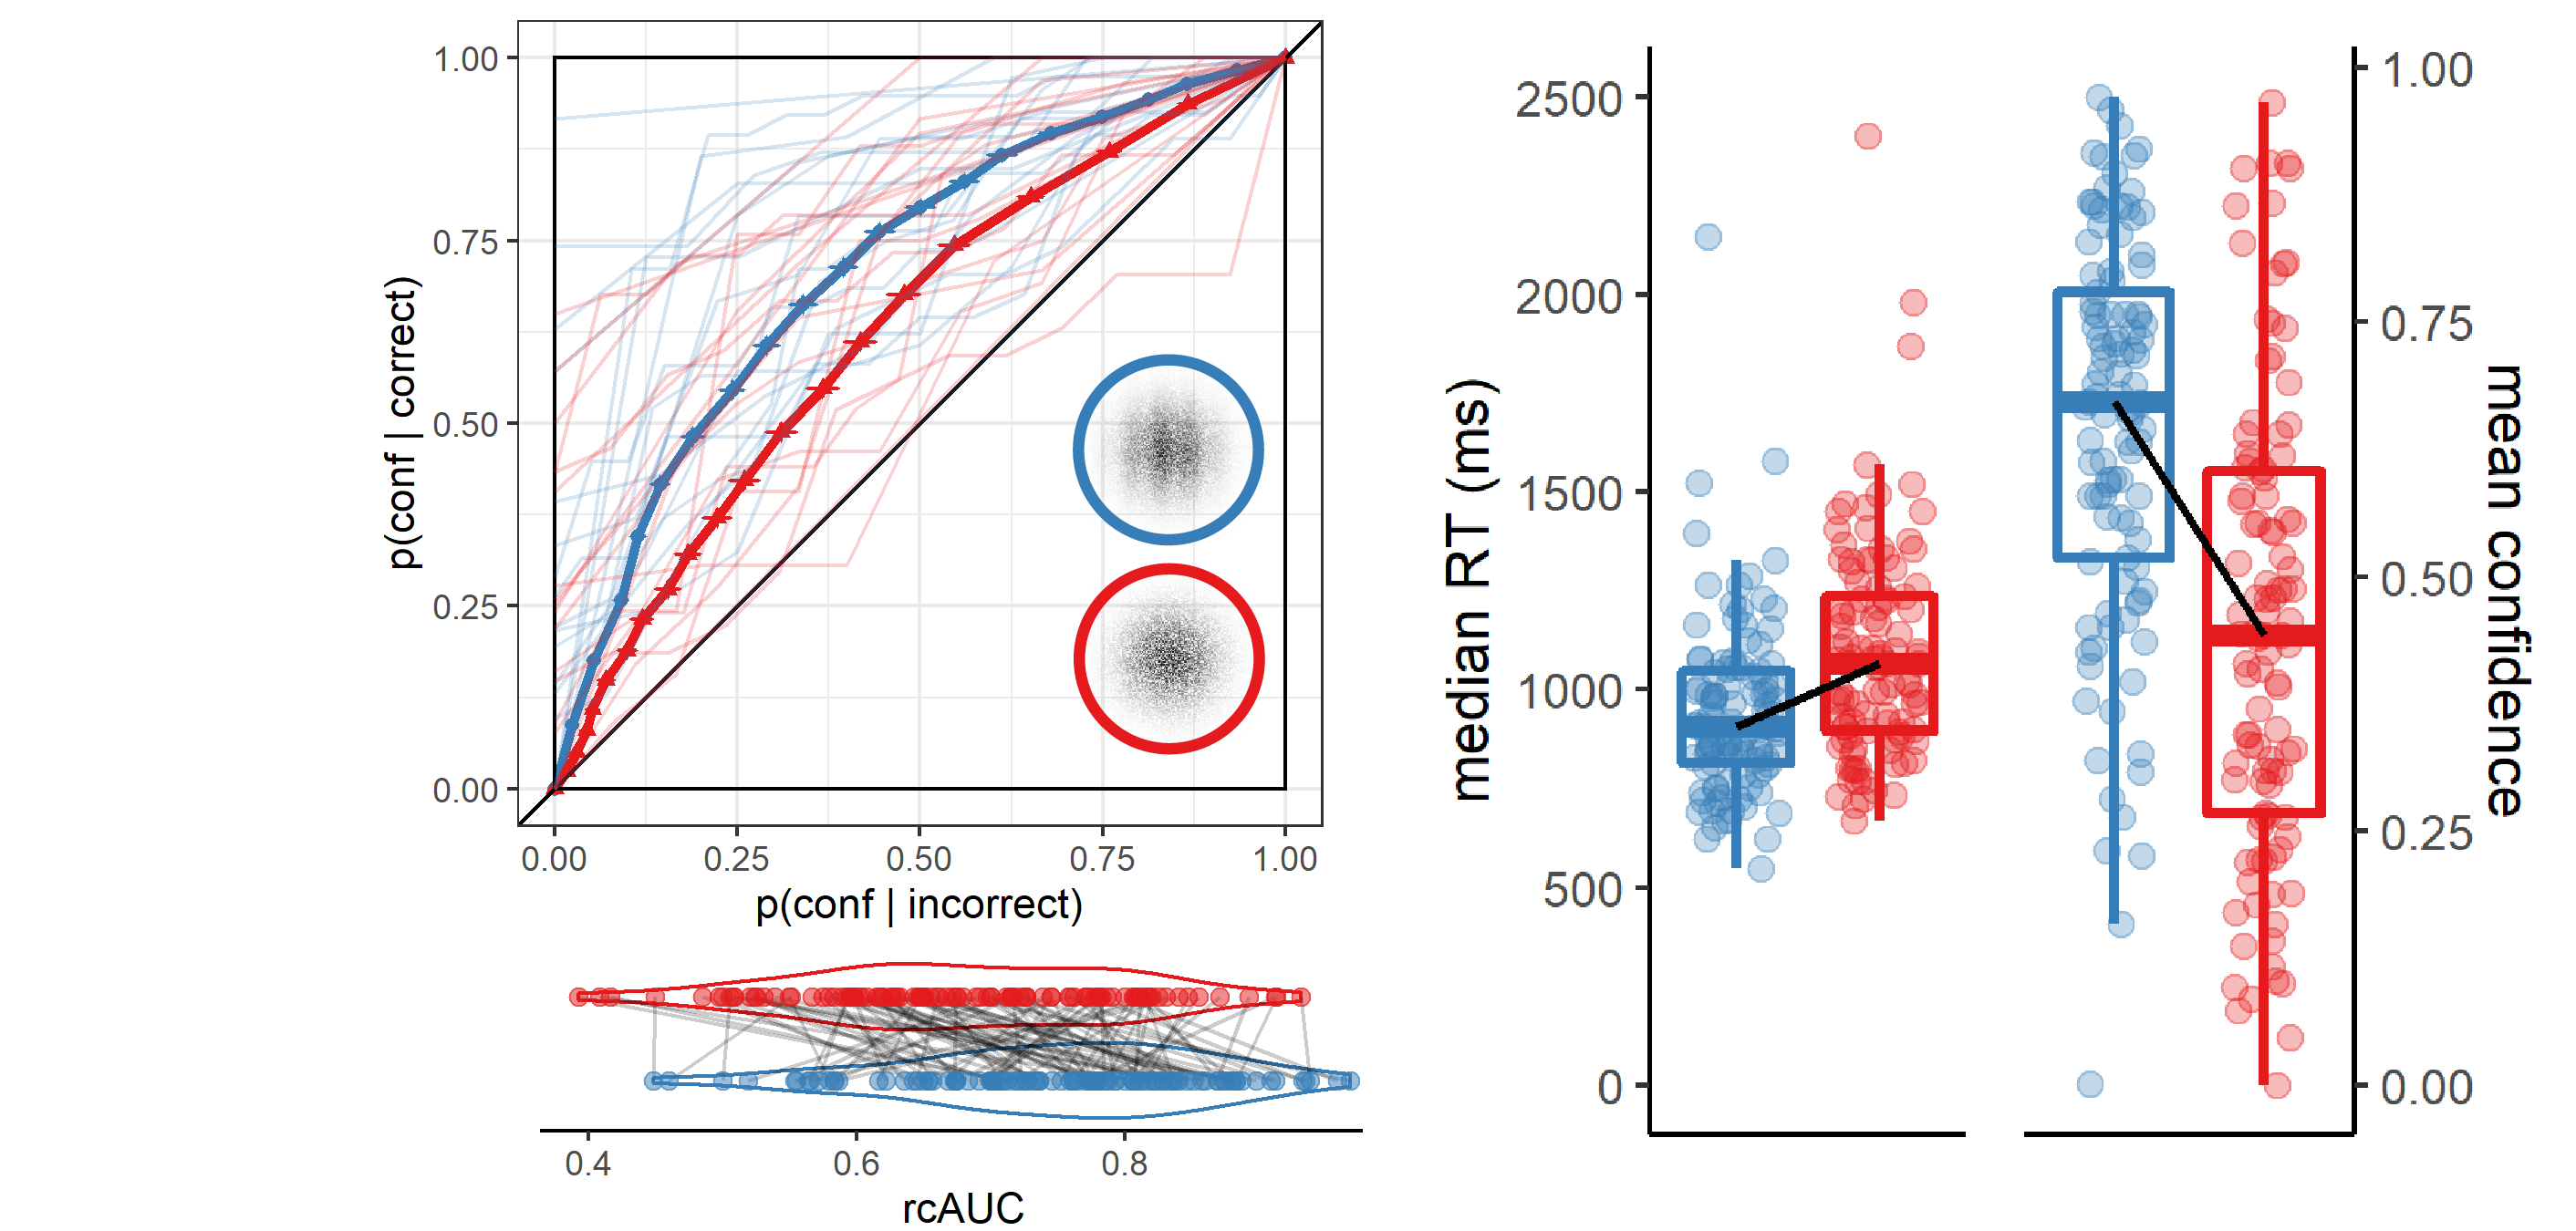 1.00
0.75
0.50
0.25
0.00
p(conf | correct)
0.00 0.25 0.50 0.75 1.00
p(conf | incorrect)
0.4 0.6 0.8
rcAUC
2500
2000
1500
1000
500
0
median RT (ms)
1.00
0.75
0.50
0.25
0.00
mean confidence